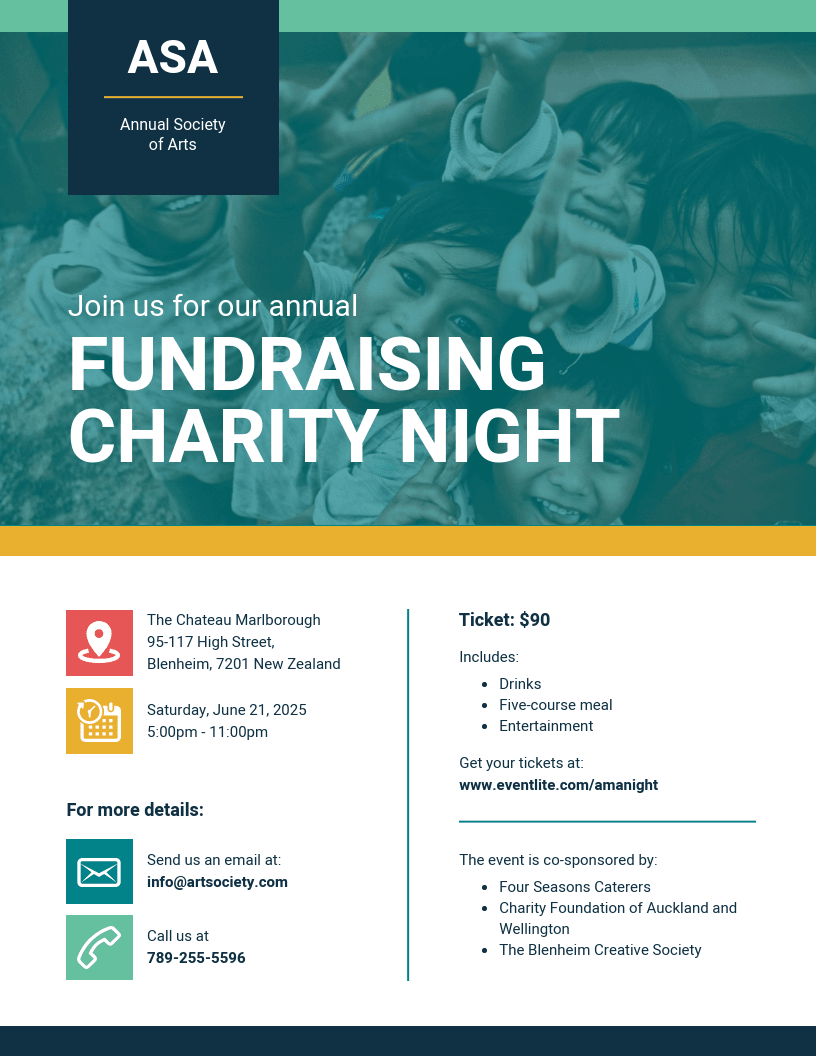 ASA
Annual Society
of Arts
Join us for our annual
FUNDRAISING
CHARITY NIGHT
The Chateau Marlborough
95-117 High Street,
Blenheim, 7201 New Zealand
Saturday, June 21, 2025
5:00pm - 11:00pm
For more details:
Send us an email at:
info@artsociety.com
Call us at
789-255-5596
Ticket: $90
Includes:
• Drinks
• Five-course meal
• Entertainment
Get your tickets at:
www.eventlite.com/amanight
The event is co-sponsored by:
• Four Seasons Caterers
• Charity Foundation of Auckland and
Wellington
• The Blenheim Creative Society